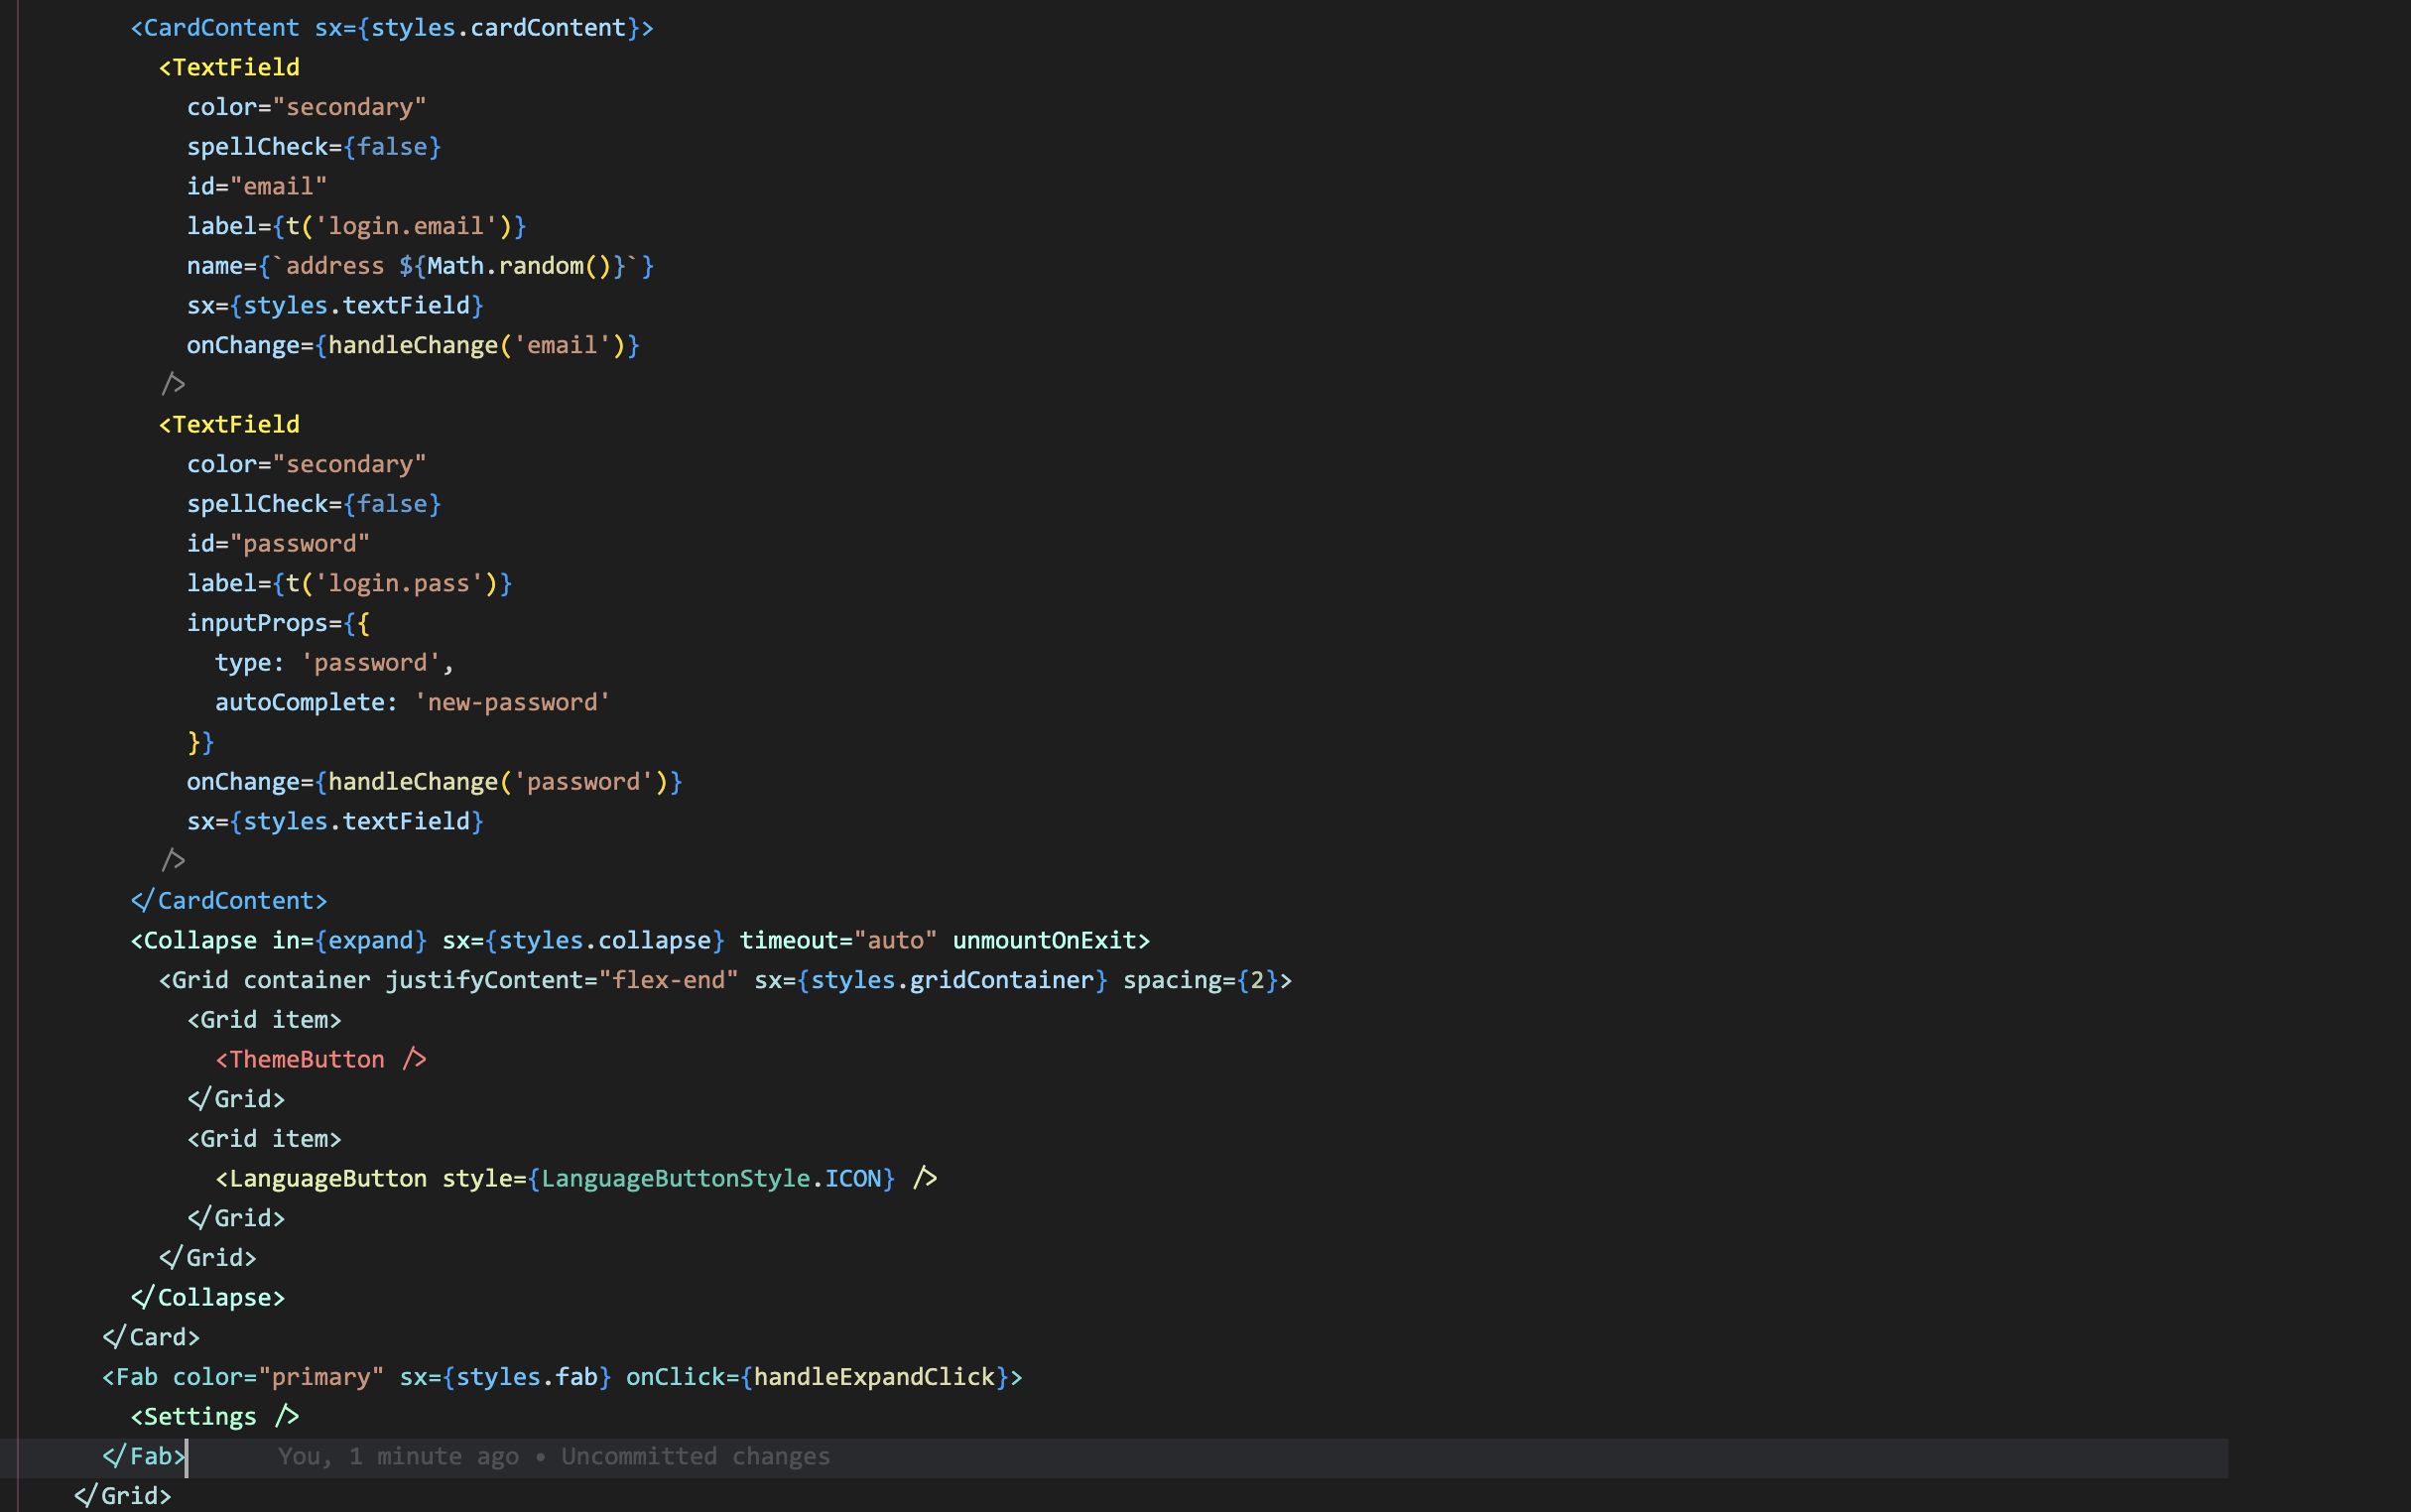 <CardContent sx={styles.cardContent}>
<TextField
color="secondary"
spellCheck={false}
id="email"
label={t('login.email')}
name={`address ${Math.random()}`}
sx={styles.textField}
onChange={handleChange('email')}
/>
<TextField
color="secondary"
spellCheck={false}
id="password"
label={t('login.pass')}
inputProps={{
type: 'password',
autoComplete: 'new-password'
}}
onChange={handleChange('password')}
sx={styles.textField}
/>
</CardContent>
<Collapse in={expand} sx={styles.collapse} timeout="auto" unmountOnExit>
<Grid container justifyContent="flex-end" sx={styles.gridContainer} spacing={2}>
<Grid item>
<ThemeButton />
</Grid>
<Grid item>
<LanguageButton style={LanguageButtonStyle.ICON} />
</Grid>
</Grid>
</Collapse>
</Card>
<Fab color="primary" sx={styles.fab} onClick={handleExpandClick}>
<Settings />
</Fab> You, 1 minute ago • Uncommitted changes
</Grid>